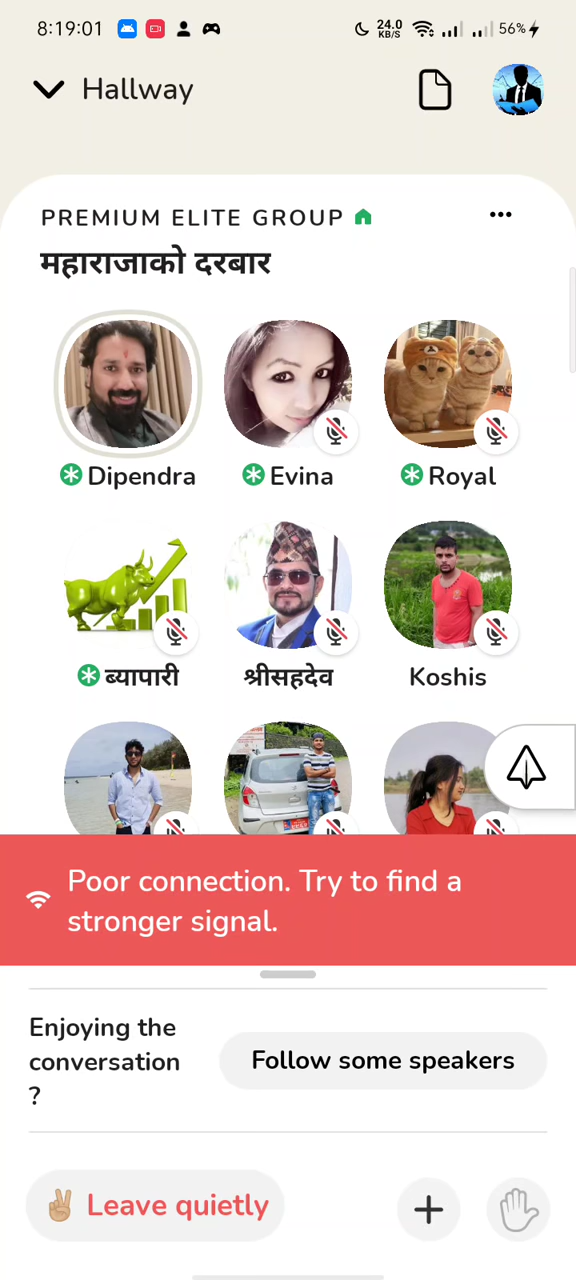 8:19:01
24.0
KB/S
56%
Hallway
PREMIUM ELITE GROUP
महाराजाको दरबार
Dipendra
Evina
Royal
ब्यापारी
श्रीसहदेव
Koshis
Poor connection. Try to find a
stronger signal.
Enjoying the
conversation
?
Follow some speakers
✌🏼 Leave quietly